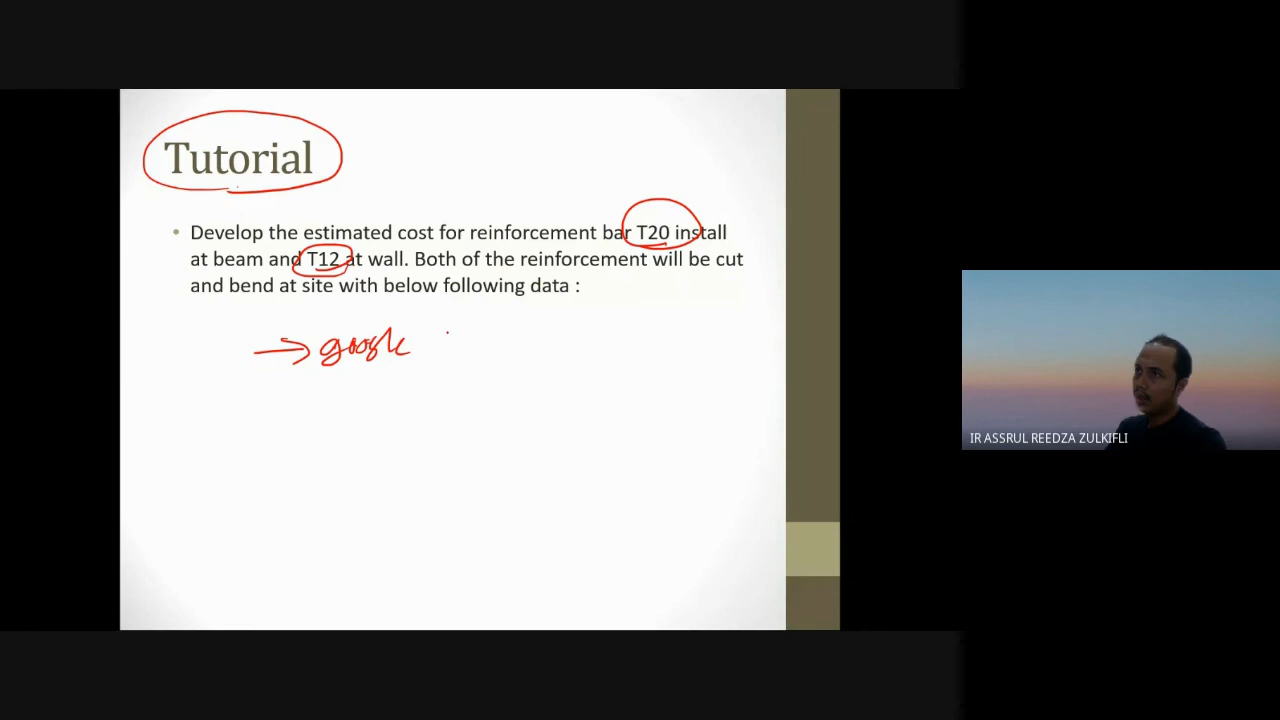 Tutorial
• Develop the estimated cost for reinforcement bar T20 install
at beam and T12 at wall. Both of the reinforcement will be cut
and bend at site with below following data :
→ google
IR ASSRUL REEDZA ZULKIFLI